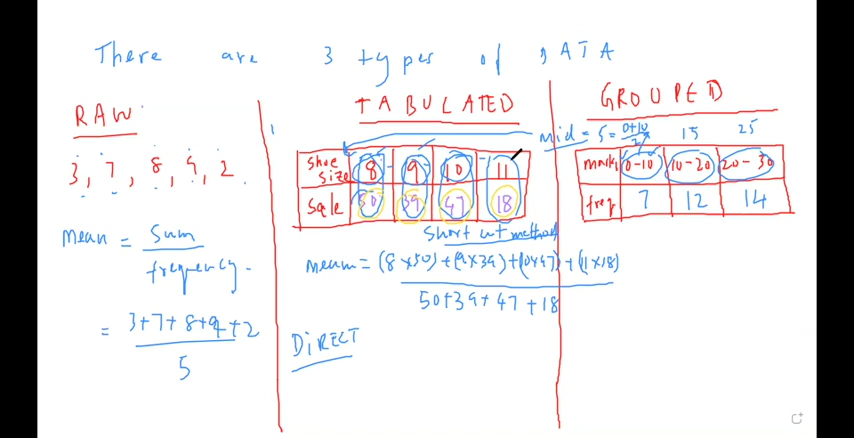 There are 3 types of DATA
RAW
3, 7, 8, 9, 2
mean = Sum
frequency
= 3+7+8+9+2
5
TABULATED
shoe size 8 9 10 11
sale 50 39 47 18
Short cut method
mean = (8×50)+(9×39)+(10×47)+(11×18)
50+39+47+18
DiRECT
GROUPED
mid = 5 = 0+10 15 25
2
marks 0-10 10-20 20-30
freq 7 12 14